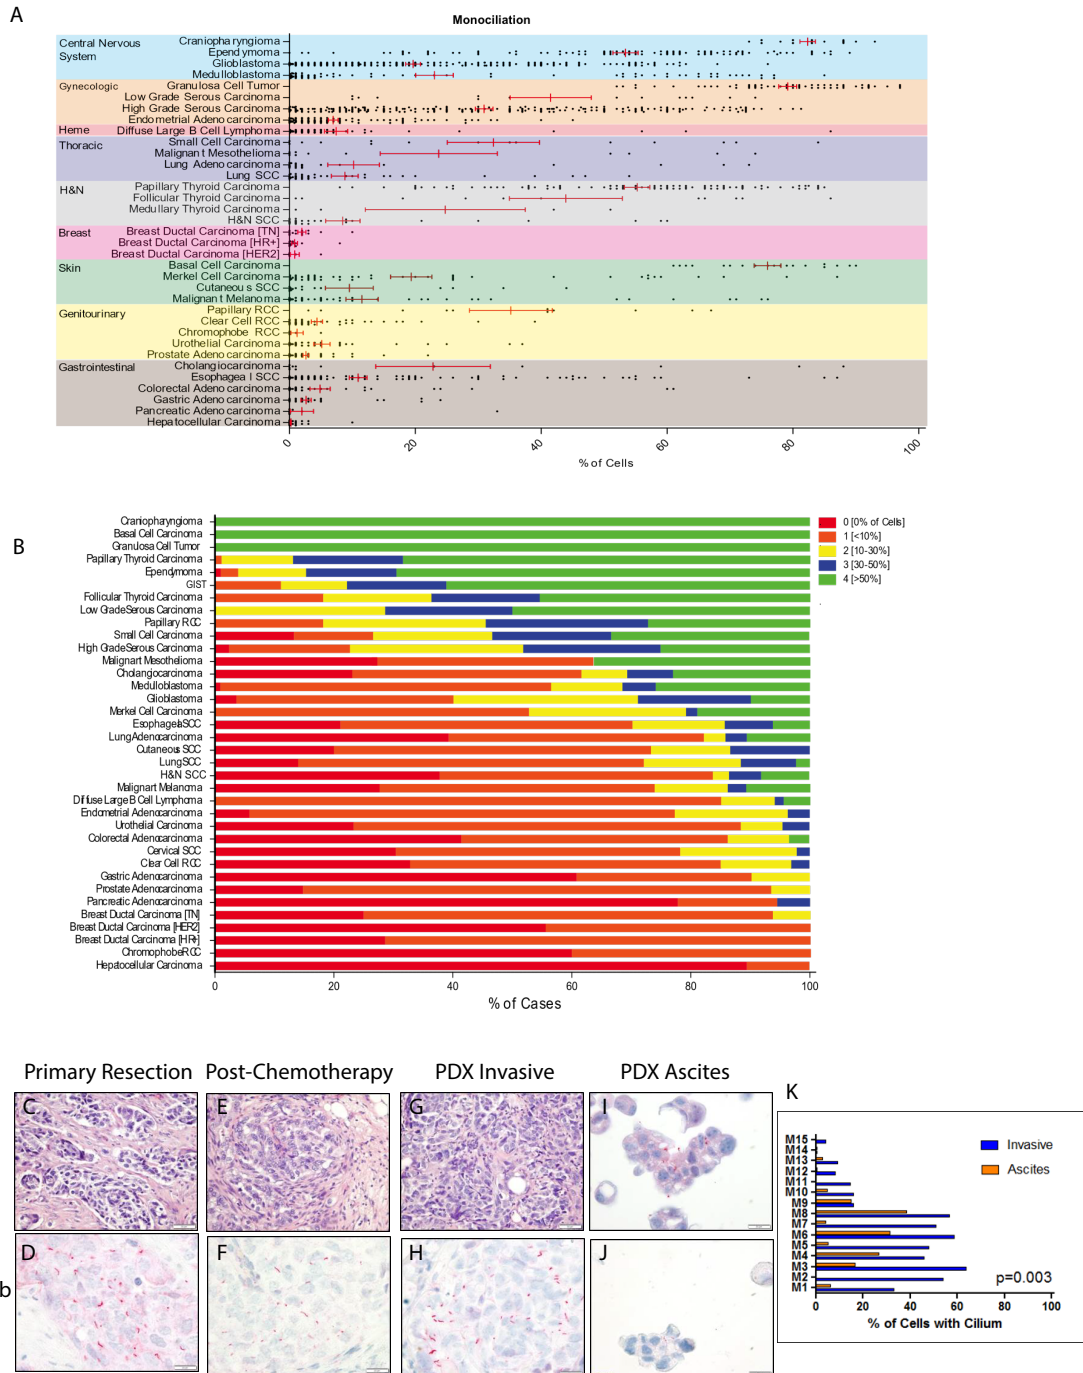 A
Monociliation
Central Nervous
System
Craniopharyngioma
Ependymoma
Glioblastoma
Medulloblastoma
Gynecologic
Granulosa Cell Tumor
Low Grade Serous Carcinoma
High Grade Serous Carcinoma
Endometrial Adenocarcinoma
Heme
Diffuse Large B Cell Lymphoma
Thoracic
Small Cell Carcinoma
Malignant Mesothelioma
Lung Adenocarcinoma
Lung SCC
H&N
Papillary Thyroid Carcinoma
Follicular Thyroid Carcinoma
Medullary Thyroid Carcinoma
H&N SCC
Breast
Breast Ductal Carcinoma [TN]
Breast Ductal Carcinoma [HR+]
Breast Ductal Carcinoma [HER2]
Skin
Basal Cell Carcinoma
Merkel Cell Carcinoma
Cutaneous SCC
Malignant Melanoma
Genitourinary
Papillary RCC
Clear Cell RCC
Chromophobe RCC
Urothelial Carcinoma
Prostate Adenocarcinoma
Gastrointestinal
Cholangiocarcinoma
Esophageal SCC
Colorectal Adenocarcinoma
Gastric Adenocarcinoma
Pancreatic Adenocarcinoma
Hepatocellular Carcinoma
0 20 40 60 80 100
% of Cells
B
Craniopharyngioma
Basal Cell Carcinoma
Granulosa Cell Tumor
Papillary Thyroid Carcinoma
Ependymoma
GIST
Follicular Thyroid Carcinoma
Low Grade Serous Carcinoma
Papillary RCC
Small Cell Carcinoma
High Grade Serous Carcinoma
Malignant Mesothelioma
Cholangiocarcinoma
Medulloblastoma
Glioblastoma
Merkel Cell Carcinoma
Esophageal SCC
Lung Adenocarcinoma
Cutaneous SCC
Lung SCC
H&N SCC
Malignant Melanoma
Diffuse Large B Cell Lymphoma
Endometrial Adenocarcinoma
Urothelial Carcinoma
Colorectal Adenocarcinoma
Cervical SCC
Clear Cell RCC
Gastric Adenocarcinoma
Prostate Adenocarcinoma
Pancreatic Adenocarcinoma
Breast Ductal Carcinoma [TN]
Breast Ductal Carcinoma [HER2]
Breast Ductal Carcinoma [HR+]
Chromophobe RCC
Hepatocellular Carcinoma
0 20 40 60 80 100
% of Cases
0 [0% of Cells]
1 [<10%]
2 [10-30%]
3 [30-50%]
4 [>50%]
Primary Resection Post-Chemotherapy PDX Invasive PDX Ascites
C E G I
D F H J
b
K
M15
M14
M13
M12
M11
M10
M9
M8
M7
M6
M5
M4
M3
M2
M1
Invasive
Ascites
p=0.003
0 20 40 60 80 100
% of Cells with Cilium